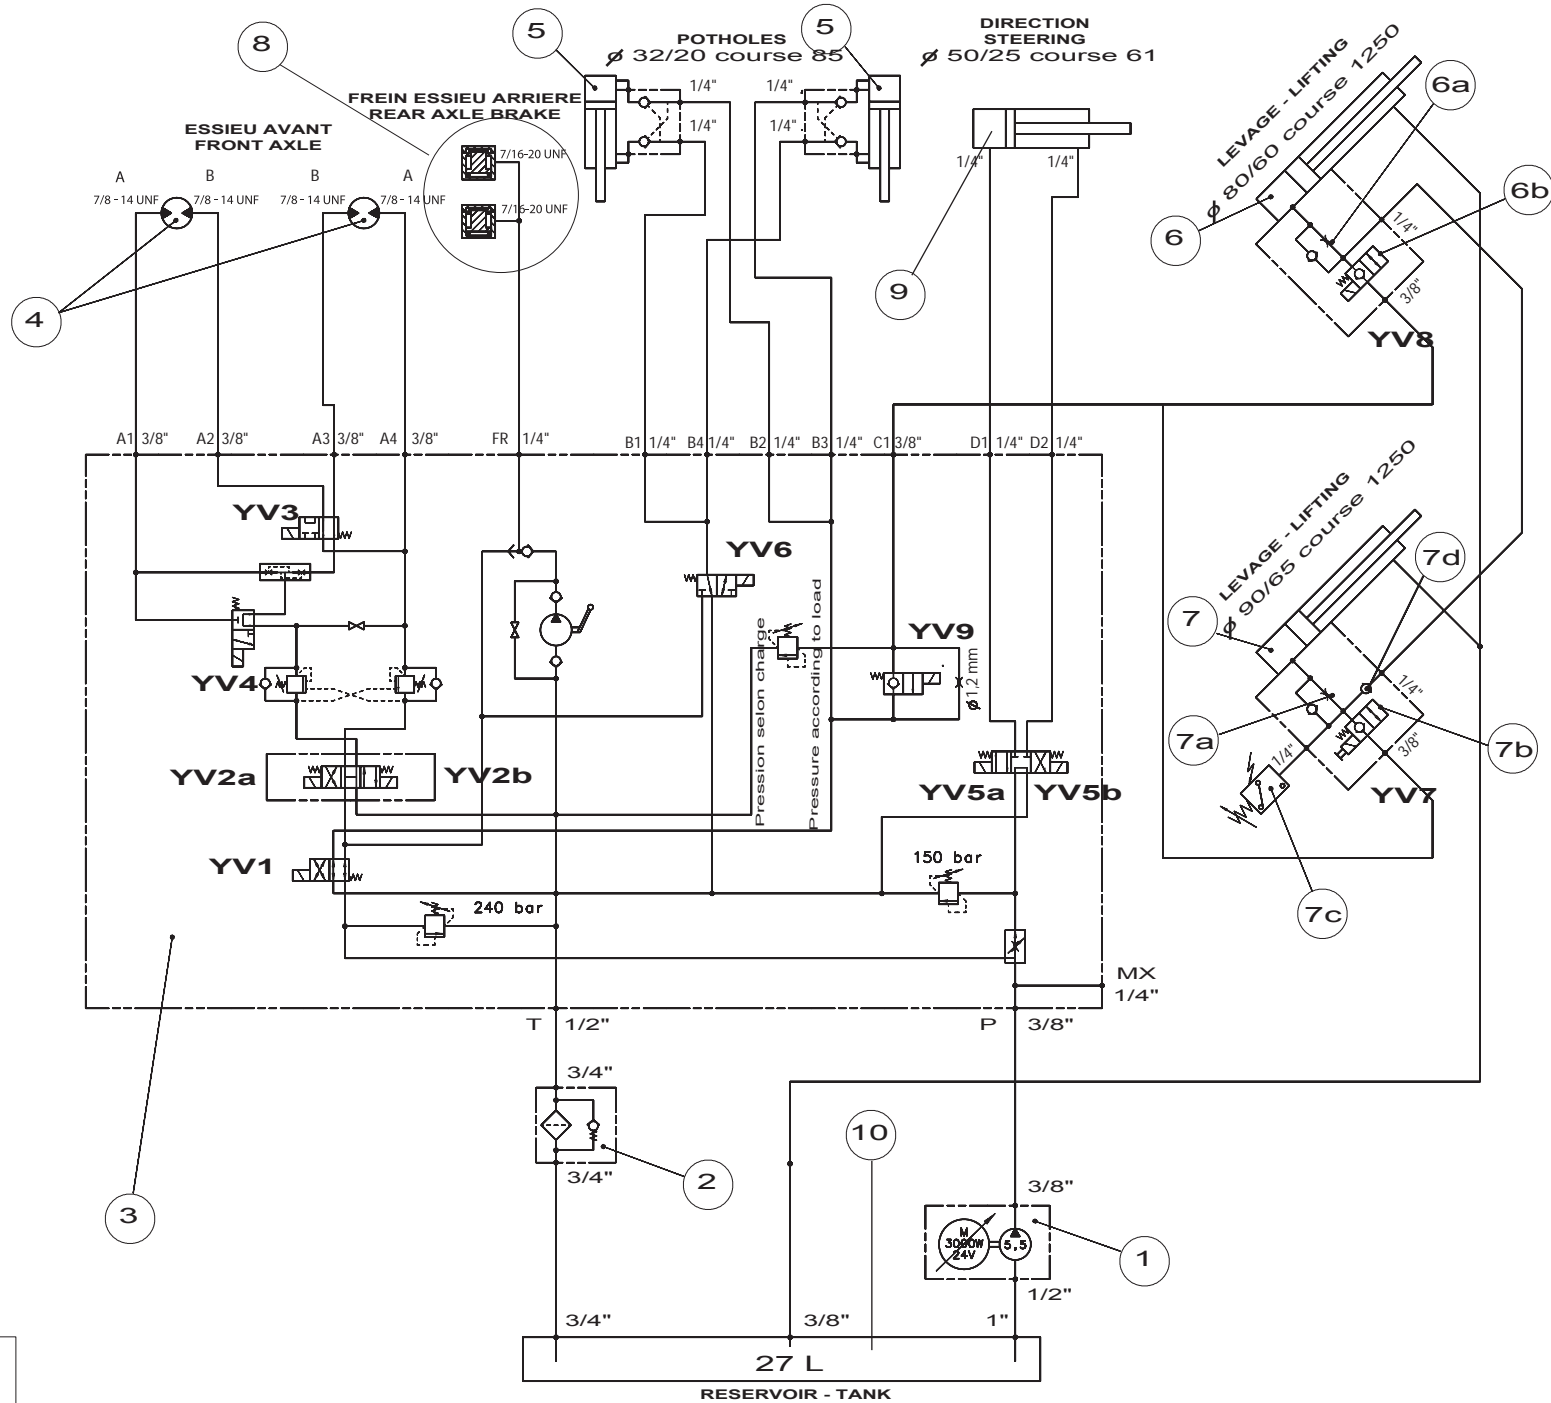 8
5
POTHOLES
ø 32/20 course 85
5
DIRECTION
STEERING
ø 50/25 course 61
LEVAGE - LIFTING
ø 80/60 course 1250
6a
6b
6
1/4"
3/8"
YV8
FREIN ESSIEU ARRIERE
REAR AXLE BRAKE
7/16-20 UNF
7/16-20 UNF
ESSIEU AVANT
FRONT AXLE
A
B
B
A
7/8 - 14 UNF
7/8 - 14 UNF
7/8 - 14 UNF
7/8 - 14 UNF
4
1/4"
1/4"
1/4"
1/4"
1/4"
1/4"
9
A1 3/8"
A2 3/8"
A3 3/8"
A4 3/8"
FR 1/4"
B1 1/4"
B4 1/4"
B2 1/4"
B3 1/4"
C1 3/8"
D1 1/4"
D2 1/4"
LEVAGE - LIFTING
ø 90/65 course 1250
7d
7
7a
7b
7c
1/4"
1/4"
3/8"
YV7
YV3
YV6
YV9
ø 1,2 mm
YV4
Pression selon charge
Pressure according to load
YV2a
YV2b
YV5a
YV5b
YV1
150 bar
240 bar
MX
1/4"
T
1/2"
P
3/8"
3
3/4"
3/4"
2
10
3/8"
M
3000W
24V
5,5
1
1/2"
3/4"
3/8"
1"
27 L
RESERVOIR - TANK